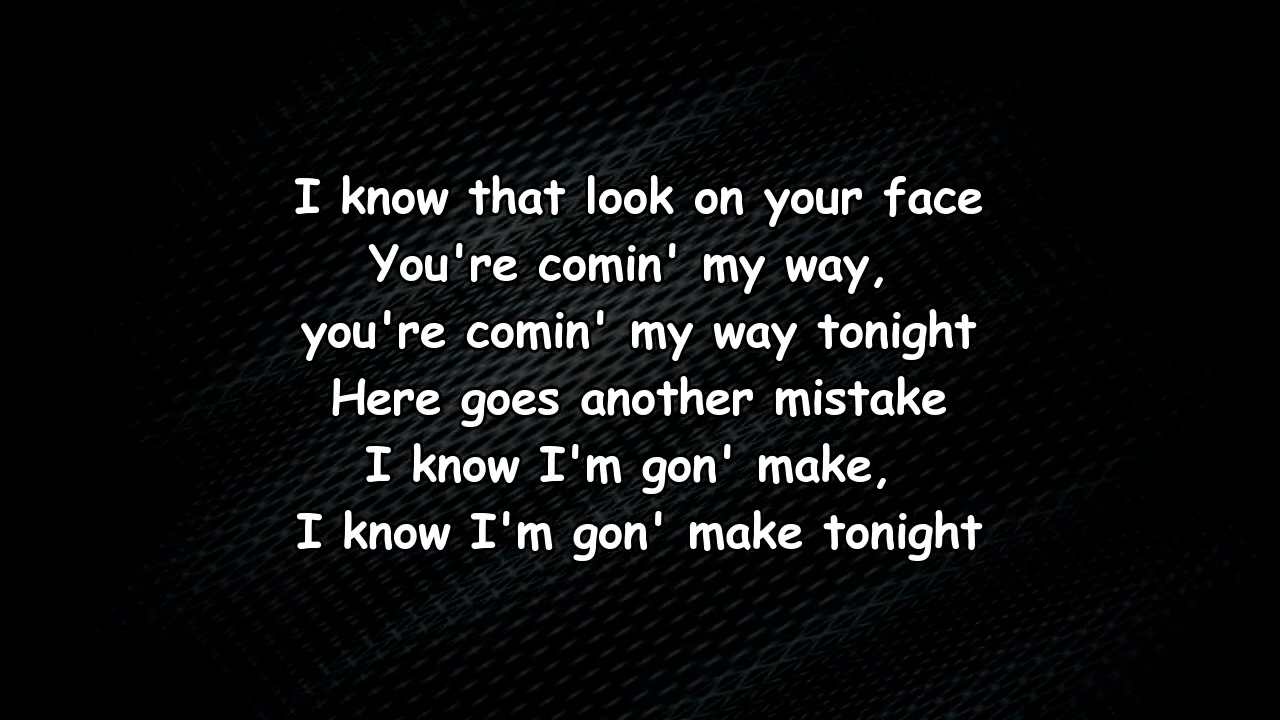 I know that look on your face
You're comin' my way,
you're comin' my way tonight
Here goes another mistake
I know I'm gon' make,
I know I'm gon' make tonight